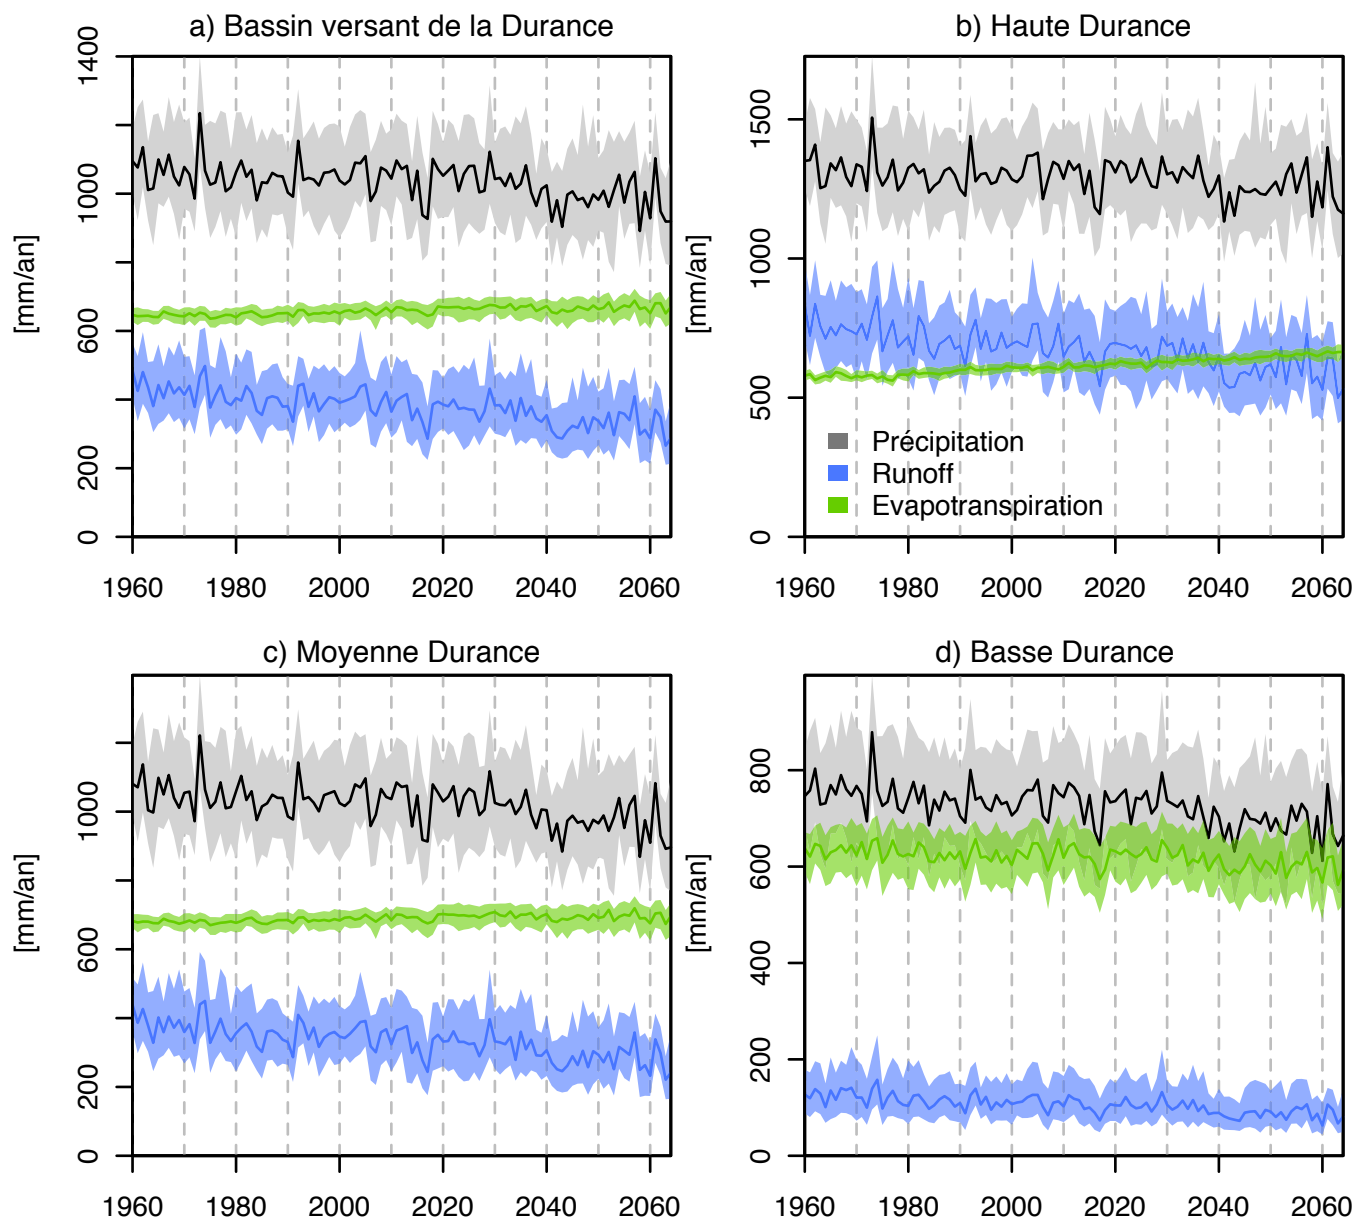 a) Bassin versant de la Durance
b) Haute Durance
[mm/an]
1400
1000
600
200
0
1960 1980 2000 2020 2040 2060
[mm/an]
1500
1000
500
0
Précipitation
Runoff
Evapotranspiration
1960 1980 2000 2020 2040 2060
c) Moyenne Durance
d) Basse Durance
[mm/an]
1000
600
200
0
1960 1980 2000 2020 2040 2060
[mm/an]
800
600
400
200
0
1960 1980 2000 2020 2040 2060